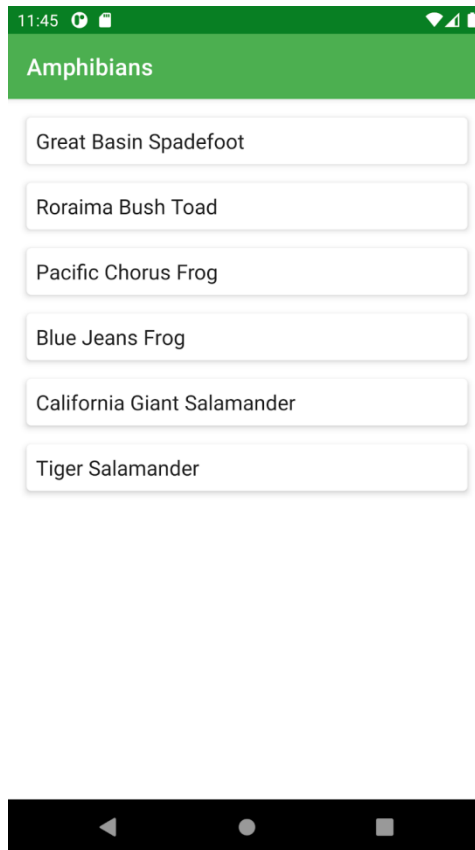 11:45
Amphibians
Great Basin Spadefoot
Roraima Bush Toad
Pacific Chorus Frog
Blue Jeans Frog
California Giant Salamander
Tiger Salamander